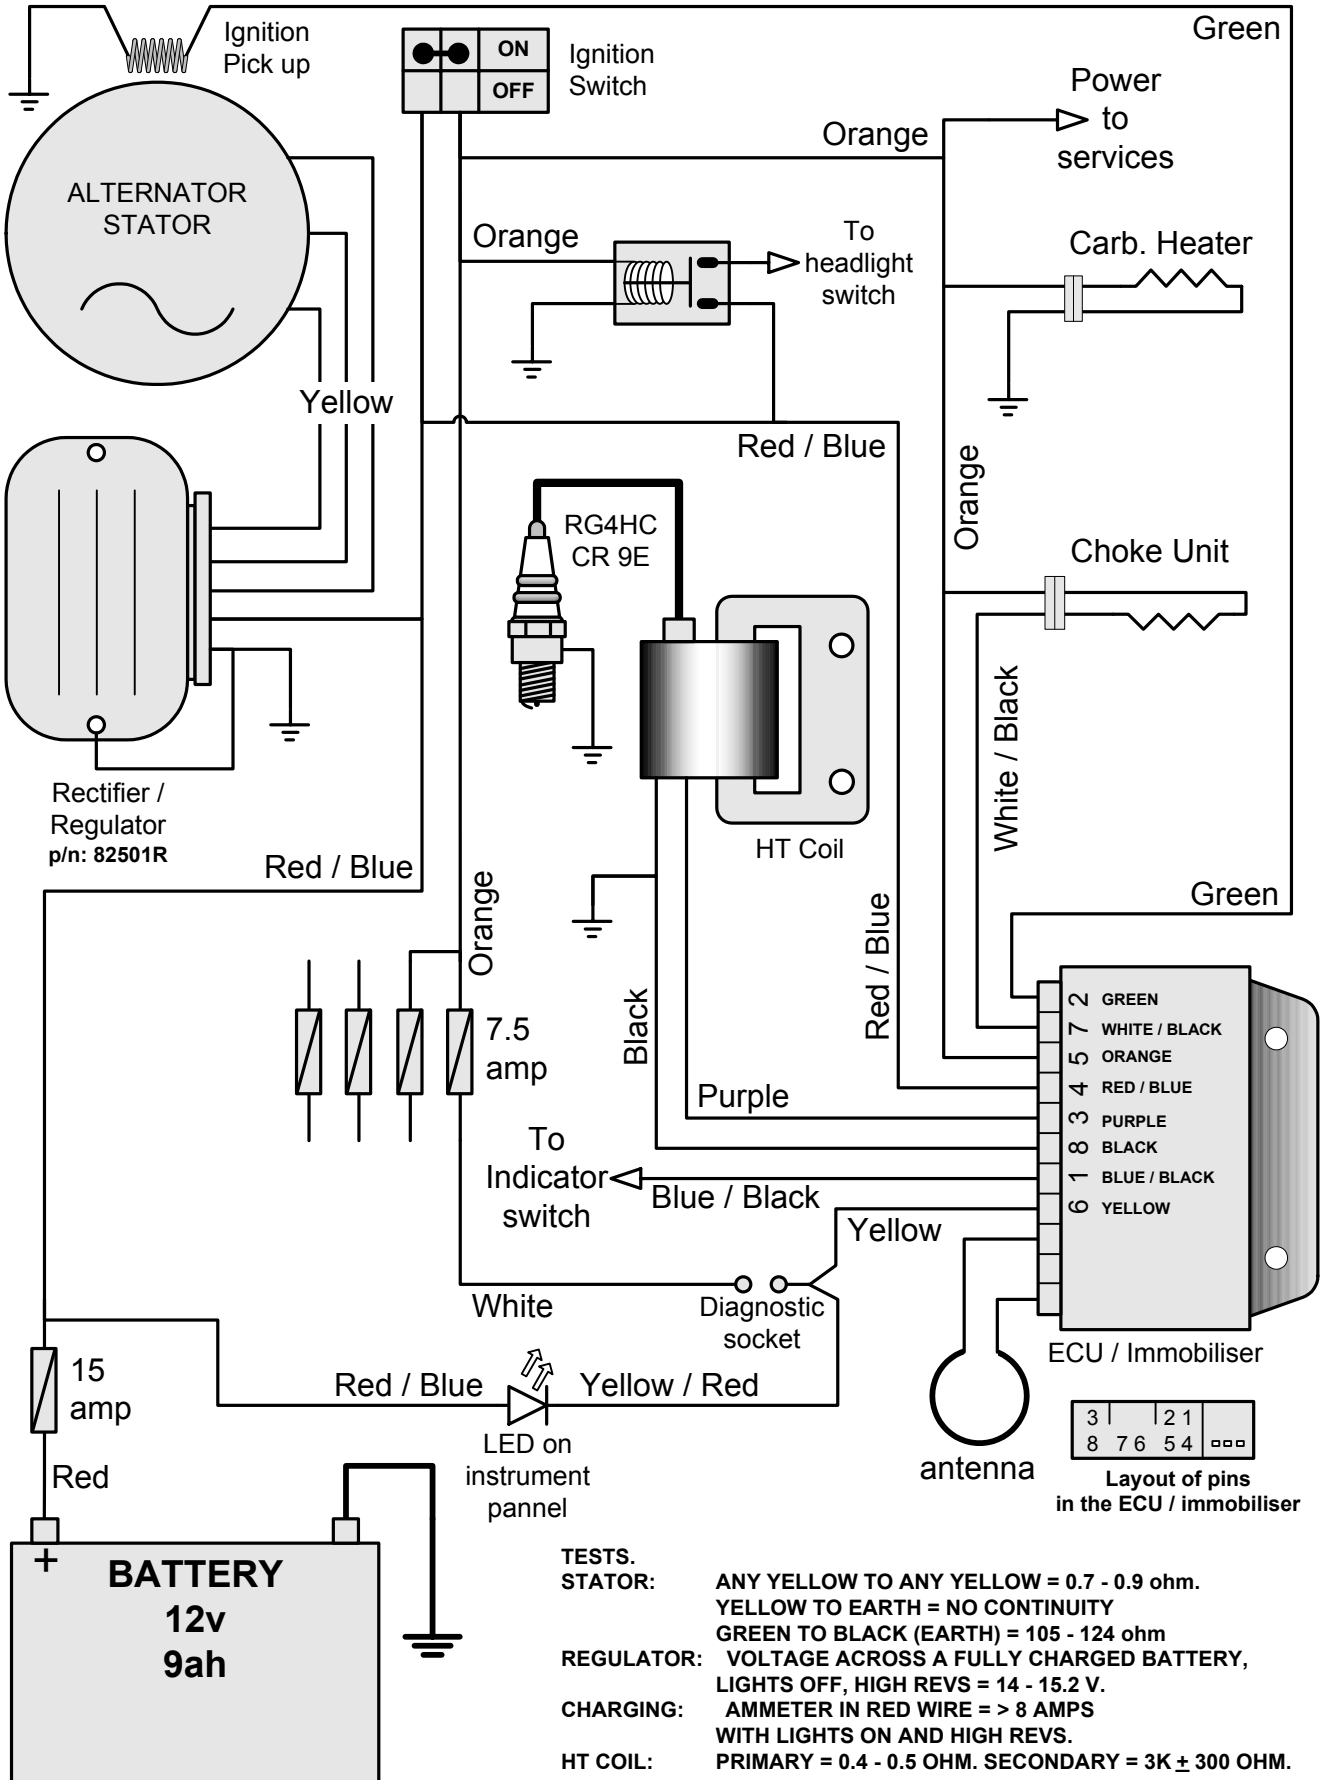 Ignition
Pick up
ON
OFF
Ignition
Switch
Green
Power
to
services
Orange
ALTERNATOR
STATOR
Orange
To
headlight
switch
Carb. Heater
Yellow
Red / Blue
Orange
RG4HC
CR 9E
Choke Unit
White / Black
HT Coil
Rectifier /
Regulator
p/n: 82501R
Red / Blue
Orange
Red / Blue
Green
7.5
amp
Black
Purple
2 GREEN
7 WHITE / BLACK
5 ORANGE
4 RED / BLUE
3 PURPLE
8 BLACK
1 BLUE / BLACK
6 YELLOW
To
Indicator
switch
Blue / Black
Yellow
White
Diagnostic
socket
ECU / Immobiliser
15
amp
Red / Blue
Yellow / Red
LED on
instrument
pannel
antenna
3 2 1
8 7 6 5 4
Layout of pins
in the ECU / immobiliser
Red
+
BATTERY
12v
9ah
TESTS.
STATOR: ANY YELLOW TO ANY YELLOW = 0.7 - 0.9 ohm.
YELLOW TO EARTH = NO CONTINUITY
GREEN TO BLACK (EARTH) = 105 - 124 ohm
REGULATOR: VOLTAGE ACROSS A FULLY CHARGED BATTERY,
LIGHTS OFF, HIGH REVS = 14 - 15.2 V.
CHARGING: AMMETER IN RED WIRE = > 8 AMPS
WITH LIGHTS ON AND HIGH REVS.
HT COIL: PRIMARY = 0.4 - 0.5 OHM. SECONDARY = 3K ± 300 OHM.